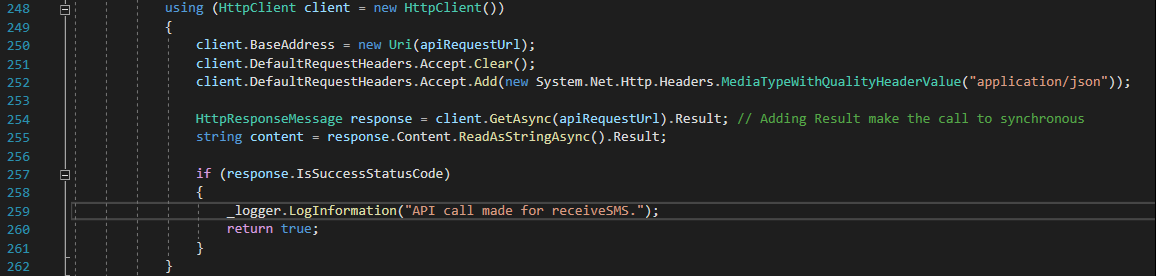 248 using (HttpClient client = new HttpClient())
249 {
250 client.BaseAddress = new Uri(apiRequestUrl);
251 client.DefaultRequestHeaders.Accept.Clear();
252 client.DefaultRequestHeaders.Accept.Add(new System.Net.Http.Headers.MediaTypeWithQualityHeaderValue("application/json"));
253
254 HttpResponseMessage response = client.GetAsync(apiRequestUrl).Result; // Adding Result make the call to synchronous
255 string content = response.Content.ReadAsStringAsync().Result;
256
257 if (response.IsSuccessStatusCode)
258 {
259 _logger.LogInformation("API call made for receiveSMS.");
260 return true;
261 }
262 }